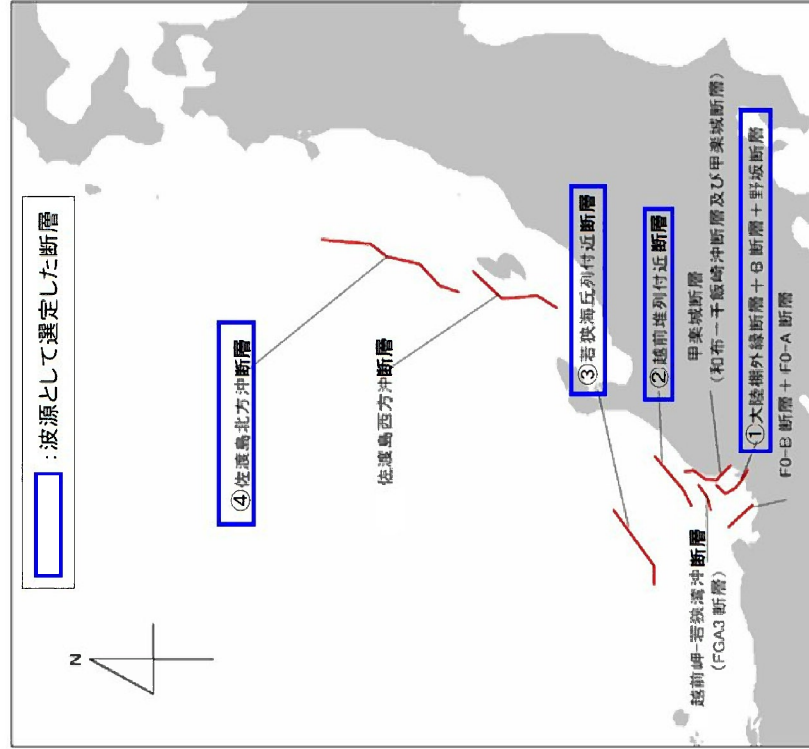 ：波源として選定した断層
N
④佐渡島北方沖断層
佐渡島西方沖断層
③若狭海丘列付近断層
②越前堆列付近断層
甲楽城断層
（和布－干飯崎沖断層及び甲楽城断層）
①大陸棚外縁断層＋B断層＋野坂断層
FO-B断層＋FO-A断層
越前岬－若狭湾沖断層
（FGA3断層）